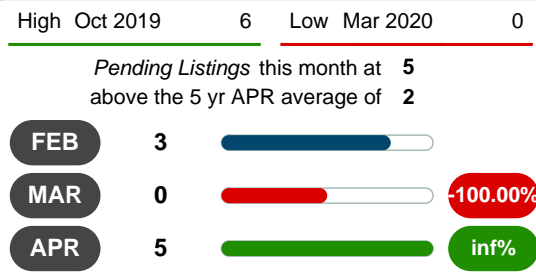 High Oct 2019 6 Low Mar 2020 0
Pending Listings this month at 5
above the 5 yr APR average of 2
FEB 3
MAR 0 -100.00%
APR 5 inf%